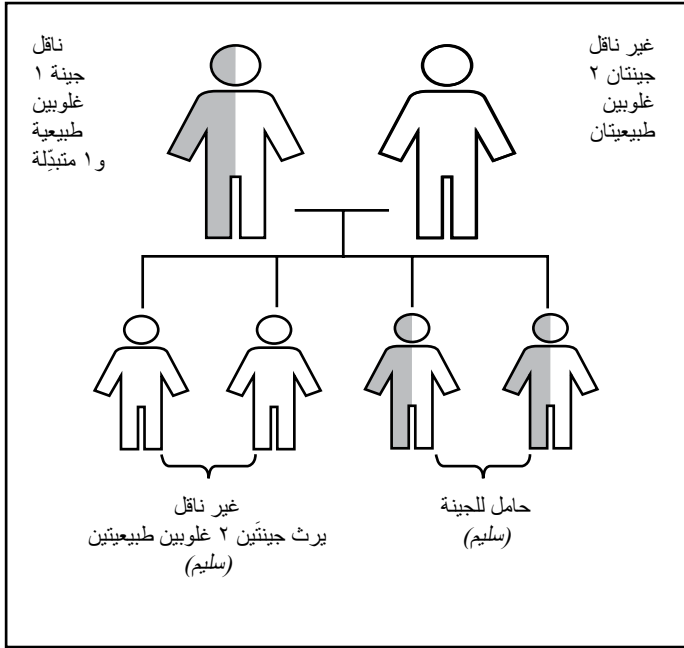 غير ناقل
جينتان ٢
غلوبين
طبيعيتان
ناقل
جينة ١
غلوبين
طبيعية
و١ متبدِّلة
حامل للجينة
(سليم)
غير ناقل
يرث جينتَين ٢ غلوبين طبيعيتين
(سليم)